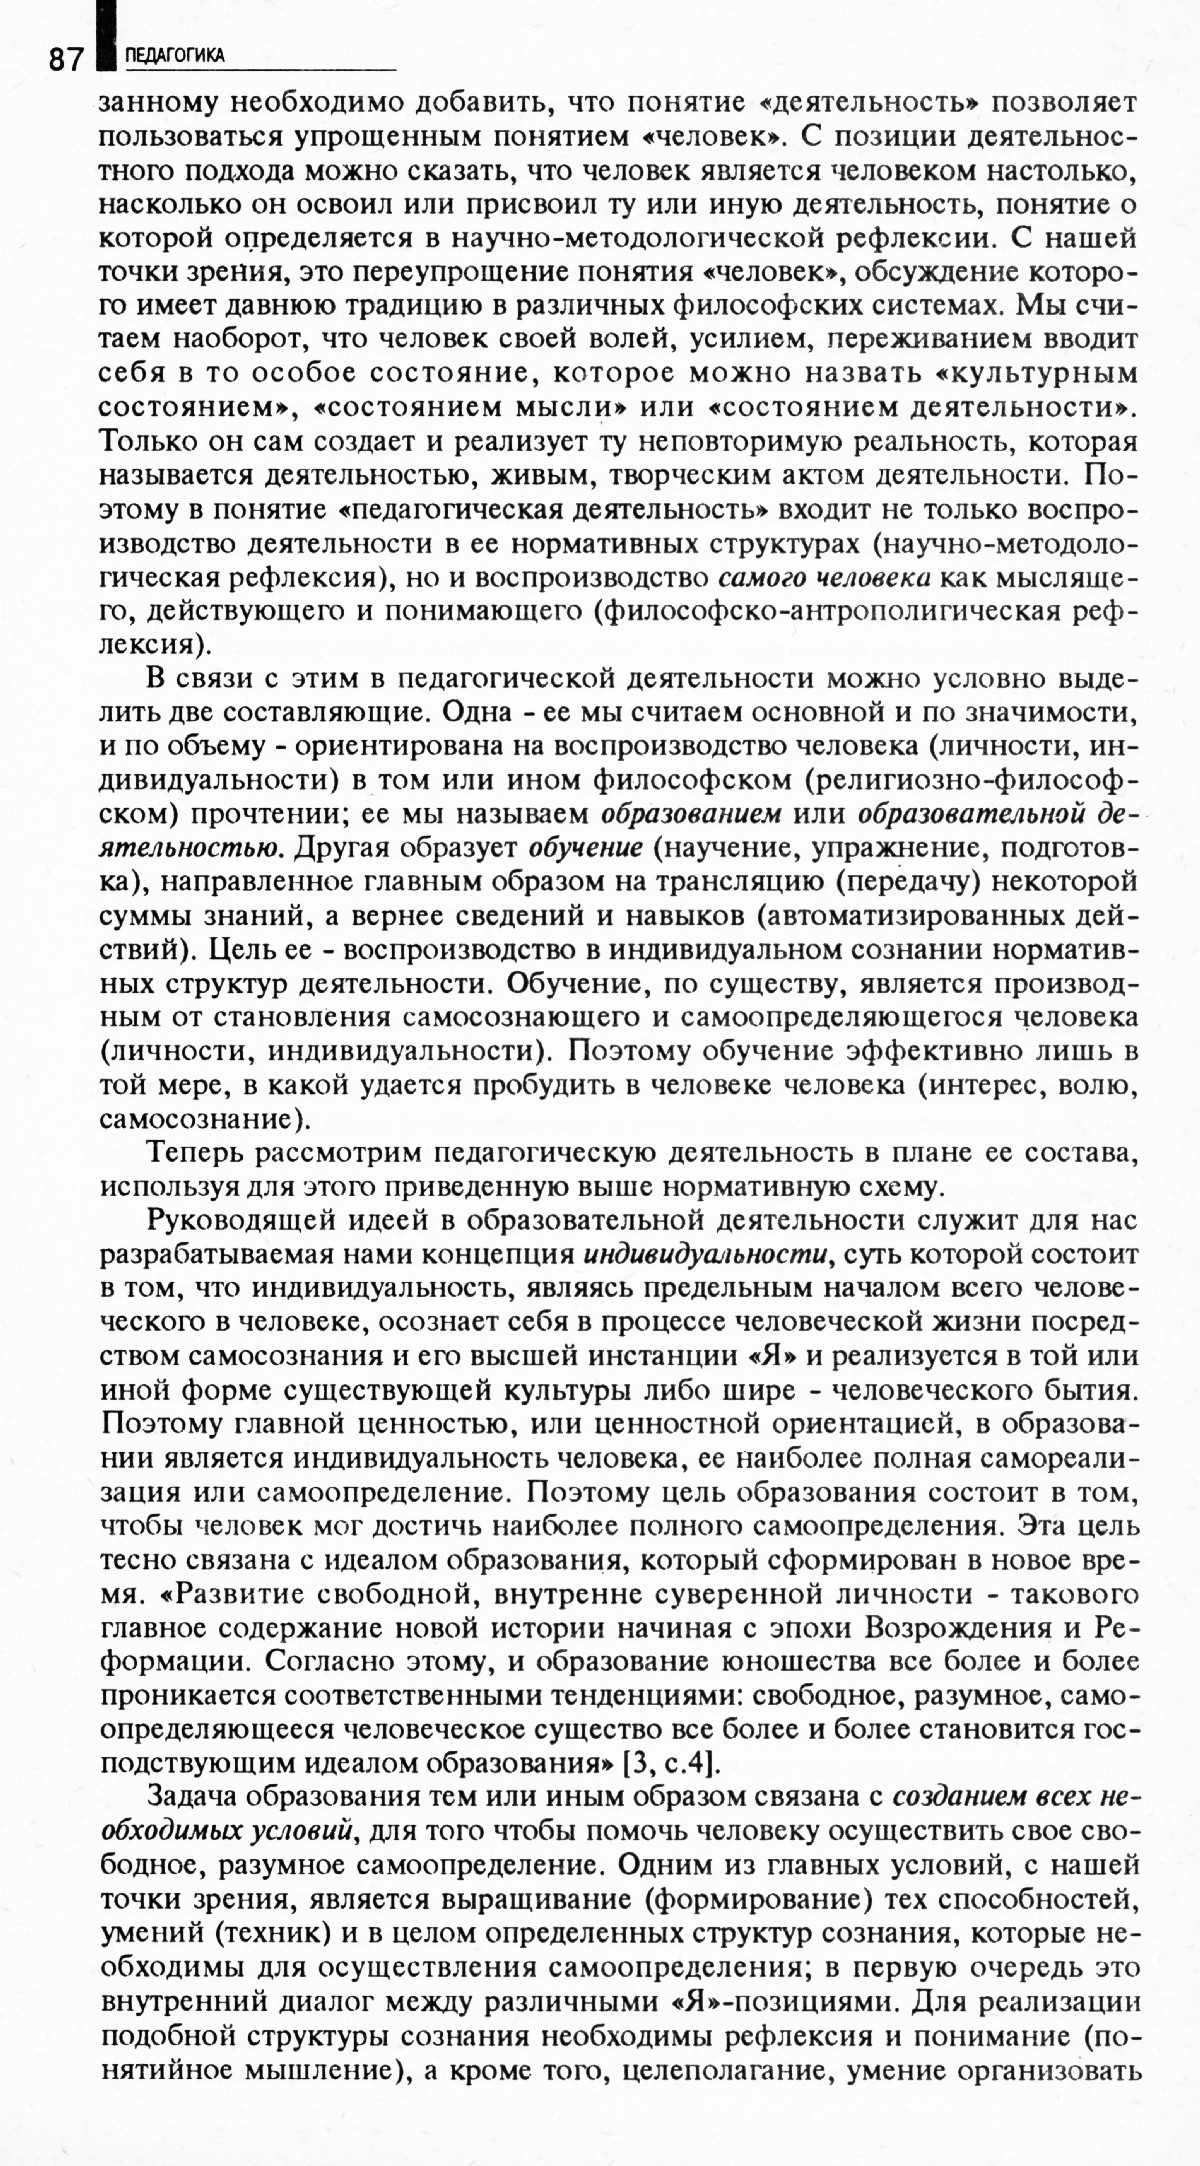 87 ПЕДАГОГИКА
занному необходимо добавить, что понятие «деятельность» позволяет
пользоваться упрощенным понятием «человек». С позиции деятельнос-
тного подхода можно сказать, что человек является человеком настолько,
насколько он освоил или присвоил ту или иную деятельность, понятие о
которой определяется в научно-методологической рефлексии. С нашей
точки зрения, это переупрощение понятия «человек», обсуждение которо-
го имеет давнюю традицию в различных философских системах. Мы счи-
таем наоборот, что человек своей волей, усилием, переживанием вводит
себя в то особое состояние, которое можно назвать «культурным
состоянием», «состоянием мысли» или «состоянием деятельности».
Только он сам создает и реализует ту неповторимую реальность, которая
называется деятельностью, живым, творческим актом деятельности. По-
этому в понятие «педагогическая деятельность» входит не только воспро-
изводство деятельности в ее нормативных структурах (научно-методоло-
гическая рефлексия), но и воспроизводство самого человека как мысляще-
го, действующего и понимающего (философско-антрополигическая реф-
лексия).
В связи с этим в педагогической деятельности можно условно выде-
лить две составляющие. Одна - ее мы считаем основной и по значимости,
и по объему - ориентирована на воспроизводство человека (личности, ин-
дивидуальности) в том или ином философском (религиозно-философ-
ском) прочтении; ее мы называем образованием или образовательной де-
ятельностью. Другая образует обучение (научение, упражнение, подготов-
ка), направленное главным образом на трансляцию (передачу) некоторой
суммы знаний, а вернее сведений и навыков (автоматизированных дей-
ствий). Цель ее - воспроизводство в индивидуальном сознании норматив-
ных структур деятельности. Обучение, по существу, является производ-
ным от становления самосознающего и самоопределяющегося человека
(личности, индивидуальности). Поэтому обучение эффективно лишь в
той мере, в какой удается пробудить в человеке человека (интерес, волю,
самосознание).
Теперь рассмотрим педагогическую деятельность в плане ее состава,
используя для этого приведенную выше нормативную схему.
Руководящей идеей в образовательной деятельности служит для нас
разрабатываемая нами концепция индивидуальности, суть которой состоит
в том, что индивидуальность, являясь предельным началом всего челове-
ческого в человеке, осознает себя в процессе человеческой жизни посред-
ством самосознания и его высшей инстанции «Я» и реализуется в той или
иной форме существующей культуры либо шире - человеческого бытия.
Поэтому главной ценностью, или ценностной ориентацией, в образова-
нии является индивидуальность человека, ее наиболее полная самореали-
зация или самоопределение. Поэтому цель образования состоит в том,
чтобы человек мог достичь наиболее полного самоопределения. Эта цель
тесно связана с идеалом образования, который сформирован в новое вре-
мя. «Развитие свободной, внутренне суверенной личности - такового
главное содержание новой истории начиная с эпохи Возрождения и Ре-
формации. Согласно этому, и образование юношества все более и более
проникается соответственными тенденциями: свободное, разумное, само-
определяющееся человеческое существо все более и более становится гос-
подствующим идеалом образования» [3, с.4].
Задача образования тем или иным образом связана с созданием всех не-
обходимых условий, для того чтобы помочь человеку осуществить свое сво-
бодное, разумное самоопределение. Одним из главных условий, с нашей
точки зрения, является выращивание (формирование) тех способностей,
умений (техник) и в целом определенных структур сознания, которые не-
обходимы для осуществления самоопределения; в первую очередь это
внутренний диалог между различными «Я»-позициями. Для реализации
подобной структуры сознания необходимы рефлексия и понимание (по-
нятийное мышление), а кроме того, целеполагание, умение организовать